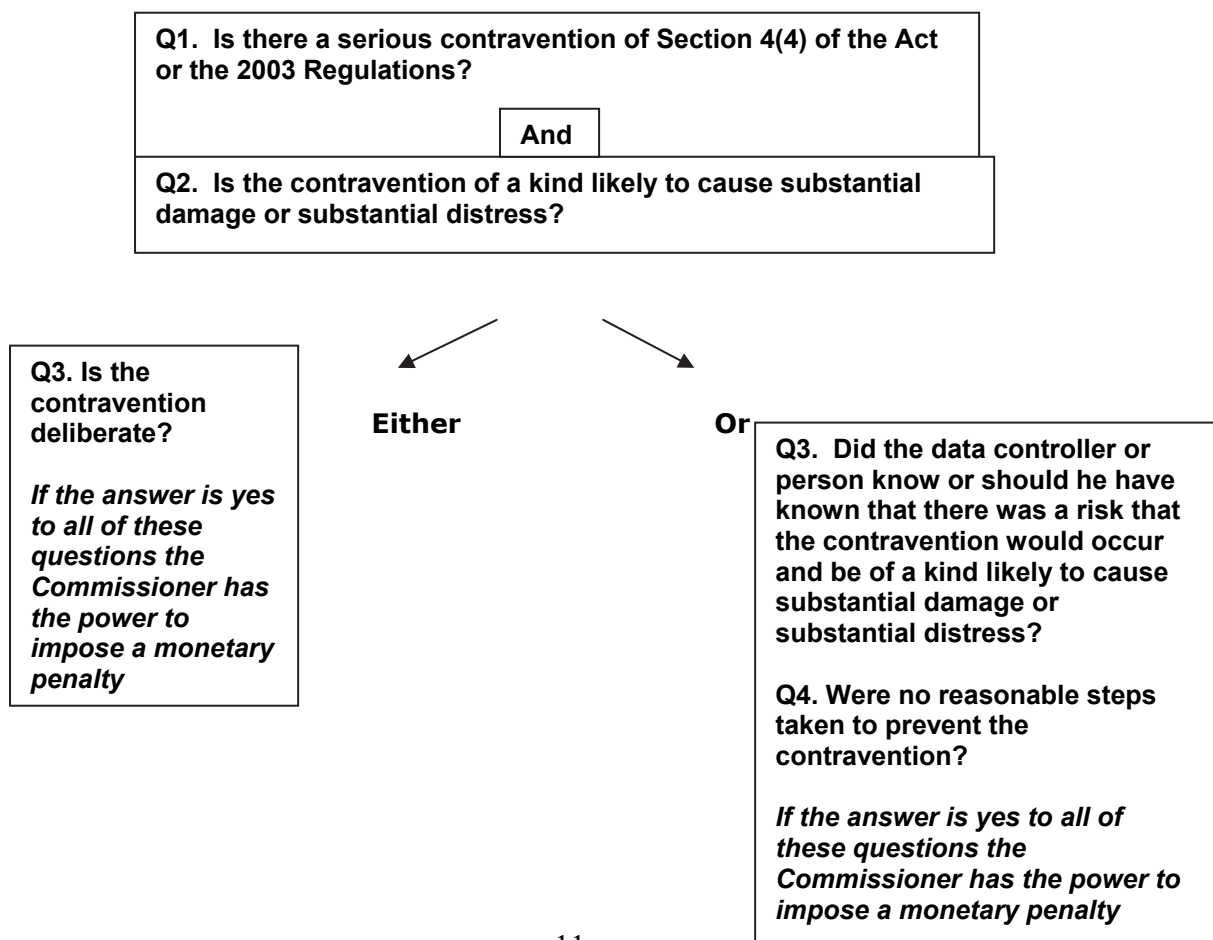 Q1. Is there a serious contravention of Section 4(4) of the Act
or the 2003 Regulations?
And
Q2. Is the contravention of a kind likely to cause substantial
damage or substantial distress?
Q3. Is the
contravention
deliberate?
If the answer is yes
to all of these
questions the
Commissioner has
the power to
impose a monetary
penalty
Either
Or
Q3. Did the data controller or
person know or should he have
known that there was a risk that
the contravention would occur
and be of a kind likely to cause
substantial damage or
substantial distress?
Q4. Were no reasonable steps
taken to prevent the
contravention?
If the answer is yes to all of
these questions the
Commissioner has the power to
impose a monetary penalty
11